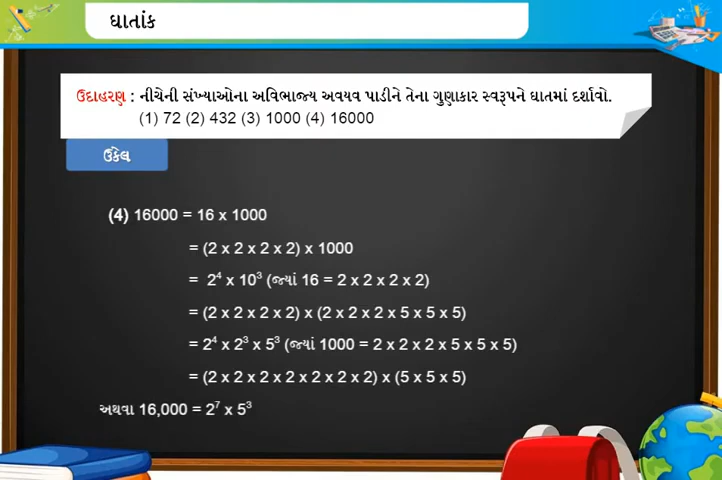 ઘાતાંક
ઉદાહરણ : નીચેની સંખ્યાઓના અવિભાજ્ય અવયવ પાડીને તેના ગુણાકાર સ્વરૂપને ઘાતમાં દર્શાવો.
(1) 72 (2) 432 (3) 1000 (4) 16000
ઉકેલ
(4) 16000 = 16 x 1000
= (2 x 2 x 2 x 2) x 1000
= 2⁴ x 10³ (જ્યાં 16 = 2 x 2 x 2 x 2)
= (2 x 2 x 2 x 2) x (2 x 2 x 2 x 5 x 5 x 5)
= 2⁴ x 2³ x 5³ (જ્યાં 1000 = 2 x 2 x 2 x 5 x 5 x 5)
= (2 x 2 x 2 x 2 x 2 x 2 x 2) x (5 x 5 x 5)
અથવા 16,000 = 2⁷ x 5³